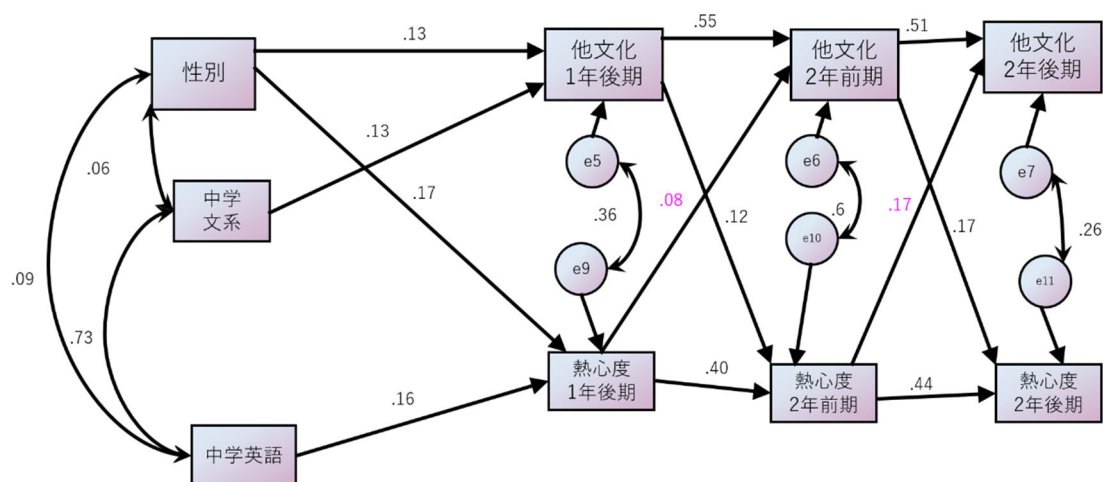 性別
.13
他文化
1年後期
.55
他文化
2年前期
.51
他文化
2年後期
.06
中学
文系
.13
.17
e5
.36
e9
.08
.12
e6
.6
e10
.17
.17
e7
.26
e11
.09
.73
熱心度
1年後期
.40
熱心度
2年前期
.44
熱心度
2年後期
.16
中学英語